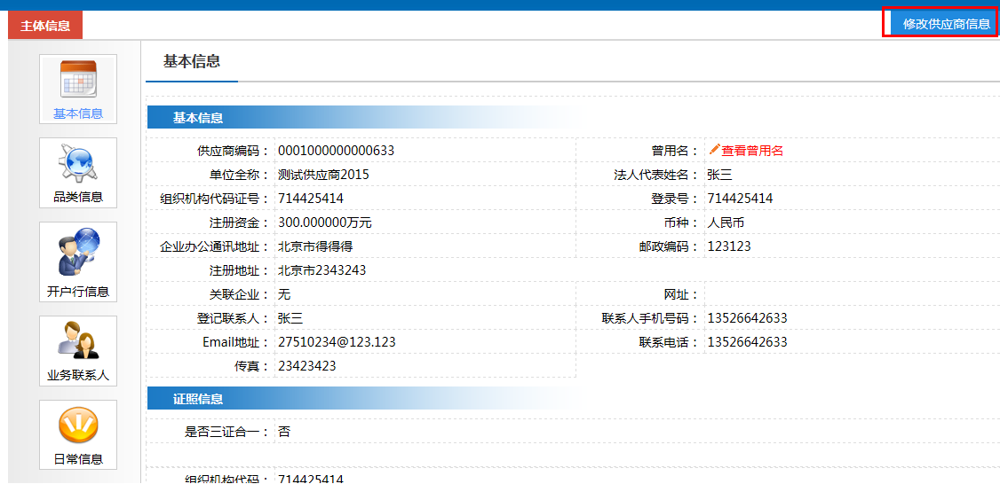 主体信息
修改供应商信息
基本信息
品类信息
开户行信息
业务联系人
日常信息
基本信息
基本信息
供应商编码： 0001000000000633 曾用名： 查看曾用名
单位全称： 测试供应商2015 法人代表姓名： 张三
组织机构代码证号： 714425414 登录号： 714425414
注册资金： 300.000000万元 币种： 人民币
企业办公通讯地址： 北京市得得得 邮政编码： 123123
注册地址： 北京市2343243
关联企业： 无 网址：
登记联系人： 张三 联系人手机号码： 13526642633
Email地址： 27510234@123.123 联系电话： 13526642633
传真： 23423423
证照信息
是否三证合一： 否
组织机构代码： 714425414